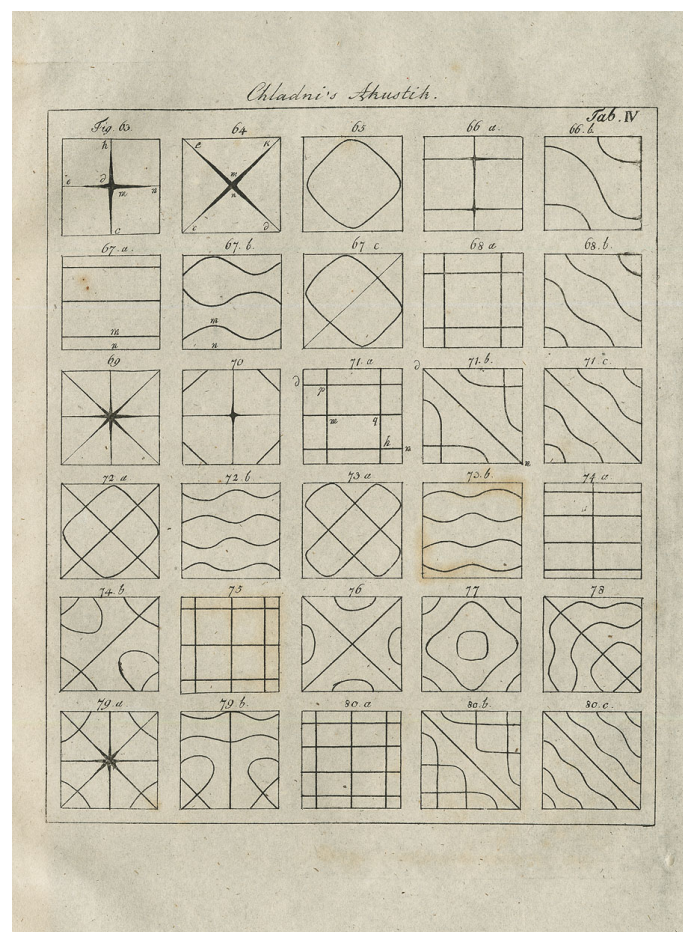 Chladni's Akustik.
Tab. IV
Fig. 63 64 65 66 a. 66. b.
h e k
d m
e m n n
c c d
67. a. 67. b. 67 c 68 a 68. b.
m m
n n
69 70 71. a 71. b. 71 c.
d d
p
m q
h n
n
72. a 72. b 73. a 73. b. 74. a
74. b 75 76 77 78
79. a 79. b. 80. a 80. b. 80. c.